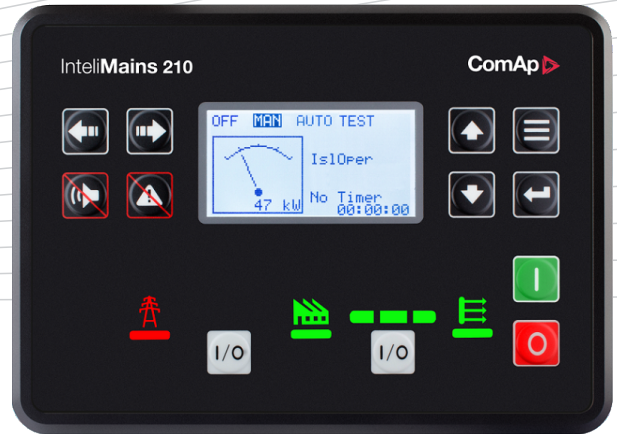 InteliMains 210
ComAp
OFF MAN AUTO TEST
IslOper
47 kW
No Timer
00:00:00
I/O
I/O
I
O